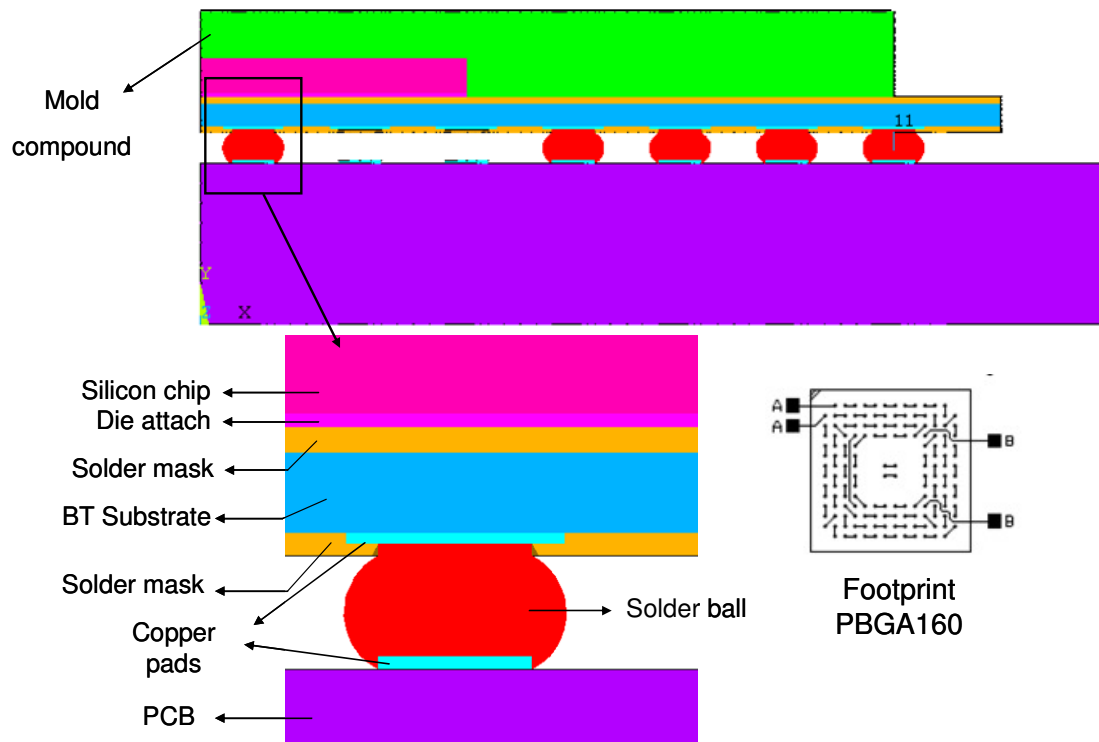 Mold
compound
11
Y
Z
X
Silicon chip
Die attach
Solder mask
BT Substrate
Solder mask
Copper
pads
PCB
Solder ball
A
A
B
B
Footprint
PBGA160